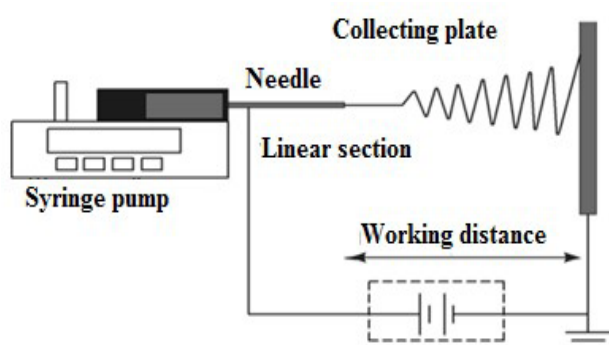 Collecting plate
Needle
Linear section
Syringe pump
Working distance